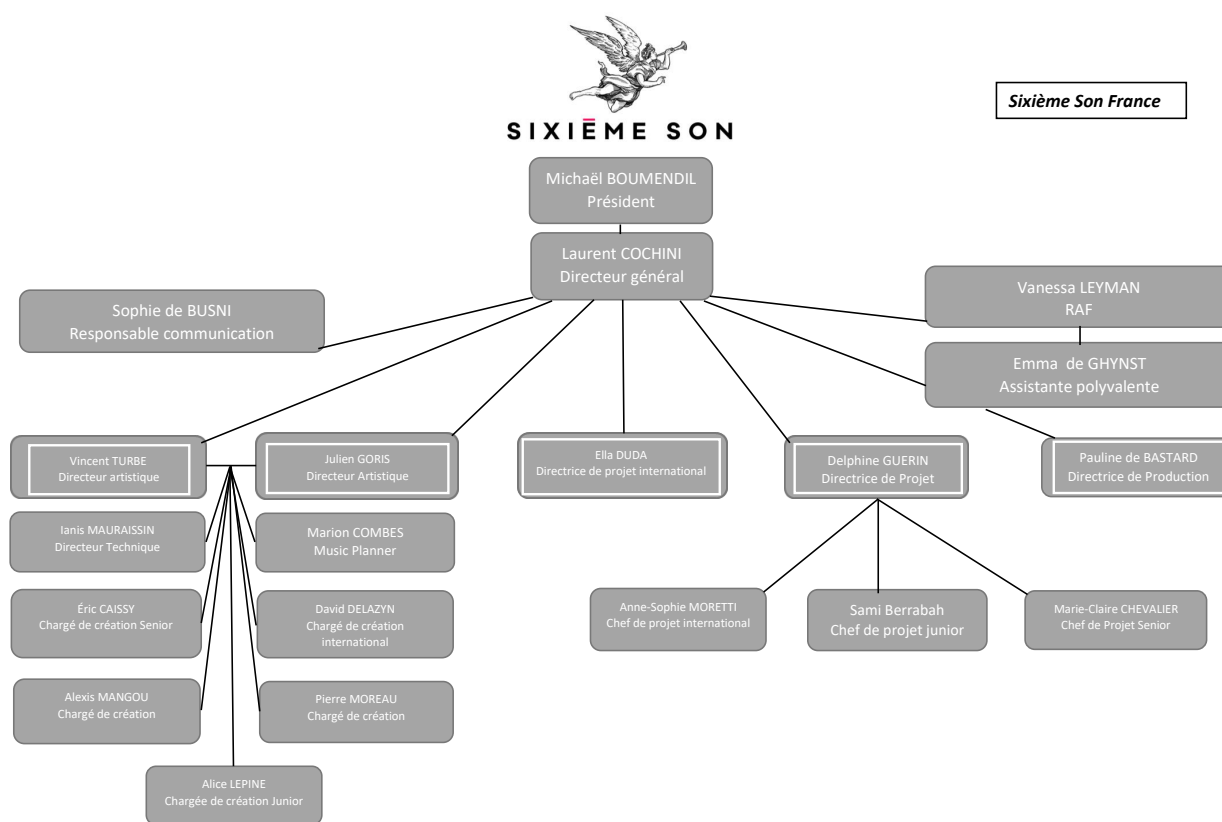 SIXIĒME SON
Sixième Son France
Michaël BOUMENDIL
Président
Laurent COCHINI
Directeur général
Sophie de BUSNI
Responsable communication
Vanessa LEYMAN
RAF
Emma de GHYNST
Assistante polyvalente
Vincent TURBE
Directeur artistique
Julien GORIS
Directeur Artistique
Ella DUDA
Directrice de projet international
Delphine GUERIN
Directrice de Projet
Pauline de BASTARD
Directrice de Production
Ianis MAURAISSIN
Directeur Technique
Marion COMBES
Music Planner
Éric CAISSY
Chargé de création Senior
David DELAZYN
Chargé de création
international
Anne-Sophie MORETTI
Chef de projet international
Sami Berrabah
Chef de projet junior
Marie-Claire CHEVALIER
Chef de Projet Senior
Alexis MANGOU
Chargé de création
Pierre MOREAU
Chargé de création
Alice LEPINE
Chargée de création Junior